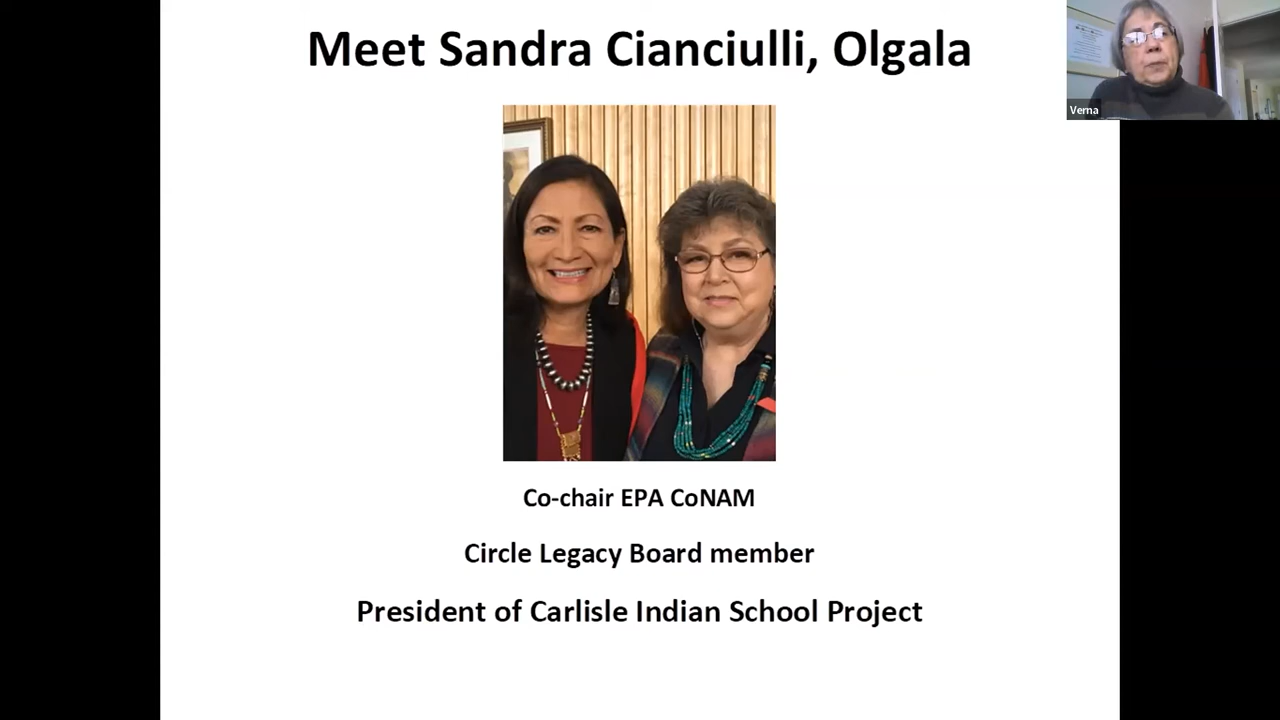 Meet Sandra Cianciulli, Olgala
Verna
Co-chair EPA CoNAM
Circle Legacy Board member
President of Carlisle Indian School Project